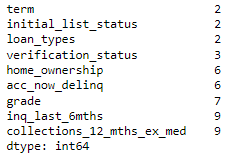 term 2
initial_list_status 2
loan_types 2
verification_status 3
home_ownership 6
acc_now_delinq 6
grade 7
inq_last_6mths 9
collections_12_mths_ex_med 9
dtype: int64